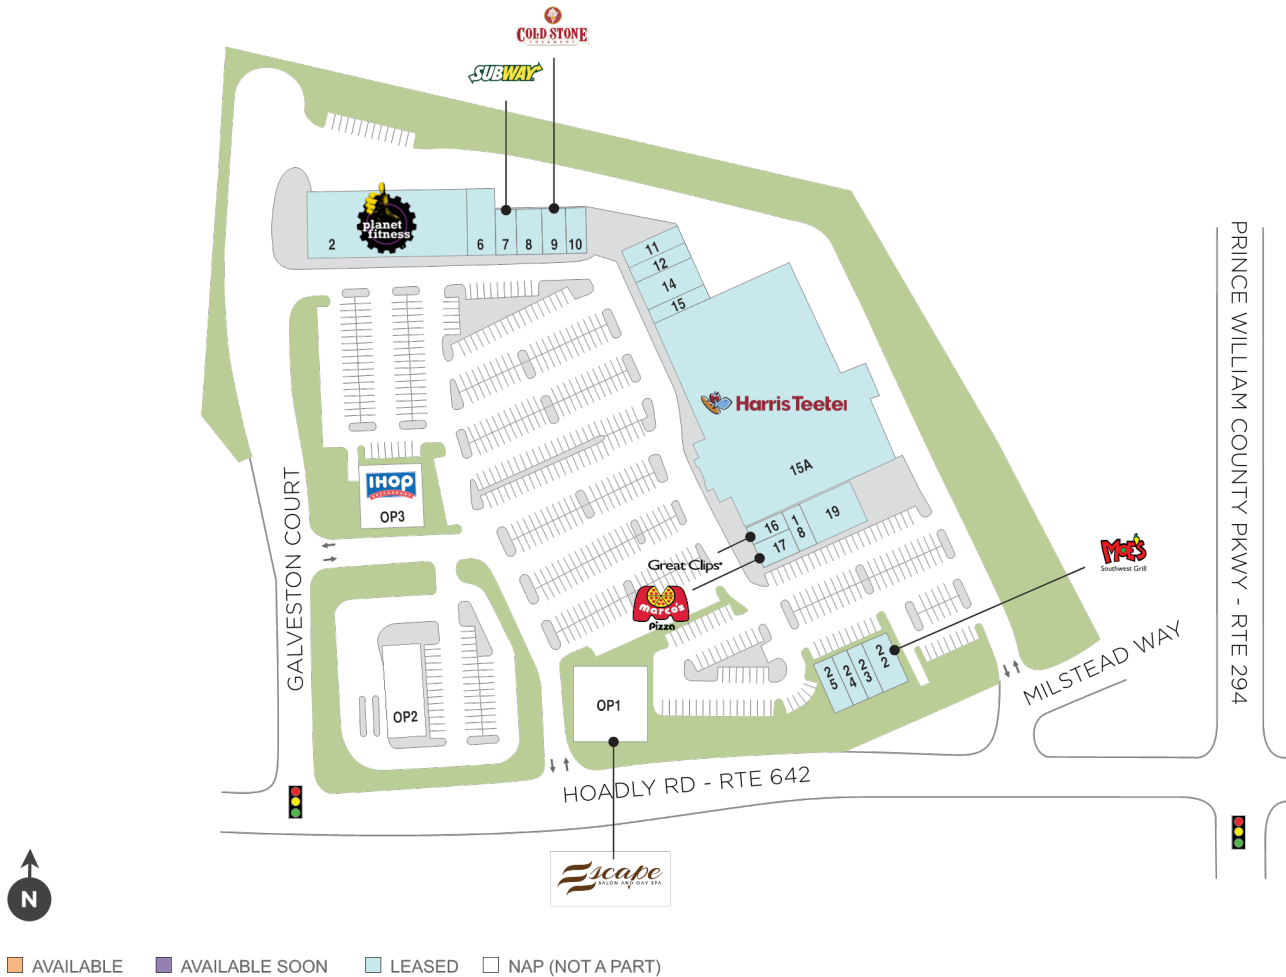 COLD STONE
CREAMERY
SUBWAY
planet
fitness
2
6
7
8
9
10
11
12
14
15
Harris Teeter
15A
16
17
1
8
19
Great Clips
marco's
Pizza
MOE'S
Southwest Grill
2
2
2
3
2
4
2
5
IHOP
RESTAURANT
OP3
OP2
OP1
Escape
SALON AND DAY SPA
GALVESTON COURT
HOADLY RD - RTE 642
MILSTEAD WAY
PRINCE WILLIAM COUNTY PKWY - RTE 294
N
AVAILABLE
AVAILABLE SOON
LEASED
NAP (NOT A PART)